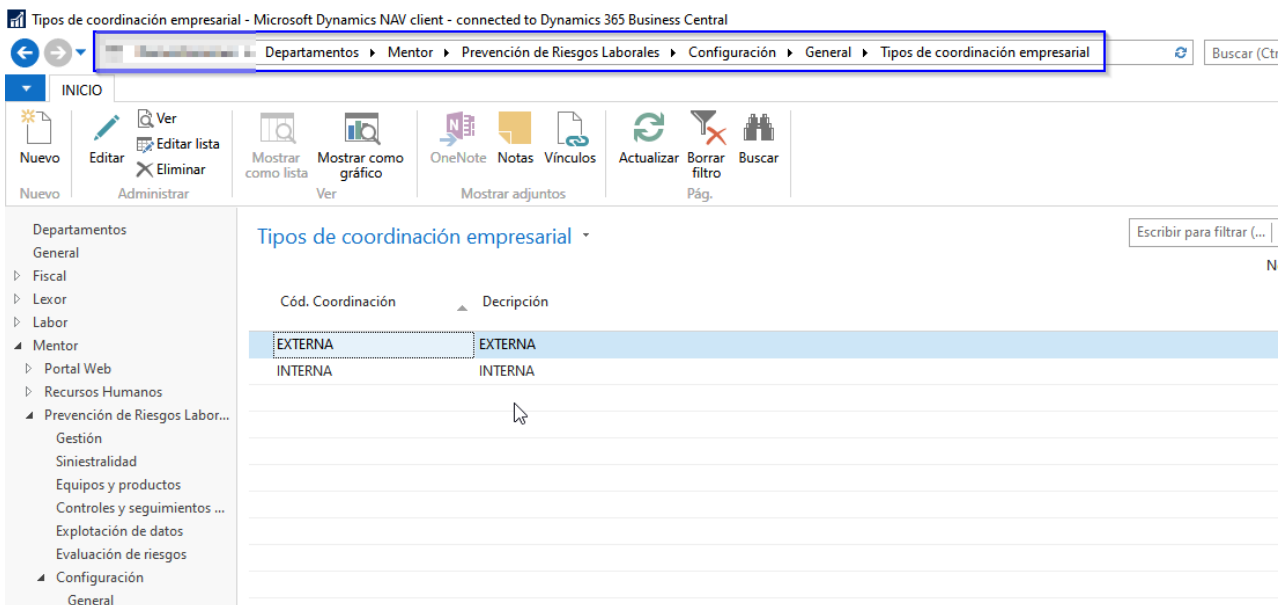 Tipos de coordinación empresarial - Microsoft Dynamics NAV client - connected to Dynamics 365 Business Central
Departamentos Mentor Prevención de Riesgos Laborales Configuración General Tipos de coordinación empresarial
Buscar (Ctr
INICIO
Nuevo
Editar
Ver
Editar lista
Eliminar
Mostrar como lista
Mostrar como gráfico
OneNote
Notas
Vínculos
Actualizar
Borrar filtro
Buscar
Nuevo
Administrar
Ver
Mostrar adjuntos
Pág.
Departamentos
General
Fiscal
Lexor
Labor
Mentor
Portal Web
Recursos Humanos
Prevención de Riesgos Labor...
Gestión
Siniestralidad
Equipos y productos
Controles y seguimientos ...
Explotación de datos
Evaluación de riesgos
Configuración
General
Tipos de coordinación empresarial
Escribir para filtrar (...
Cód. Coordinación Decripción
EXTERNA EXTERNA
INTERNA INTERNA